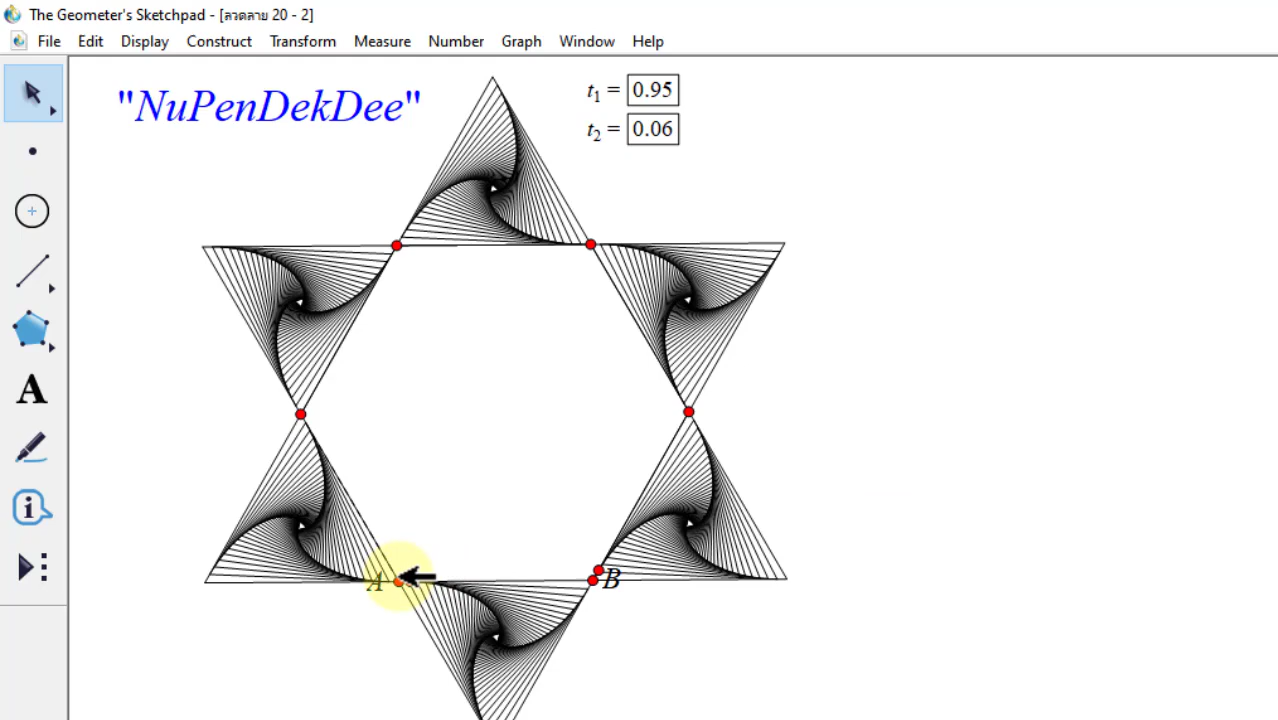 The Geometer's Sketchpad - [ลวดลาย 20 - 2]
File Edit Display Construct Transform Measure Number Graph Window Help
"NuPenDekDee"
t1 = 0.95
t2 = 0.06
A
A B